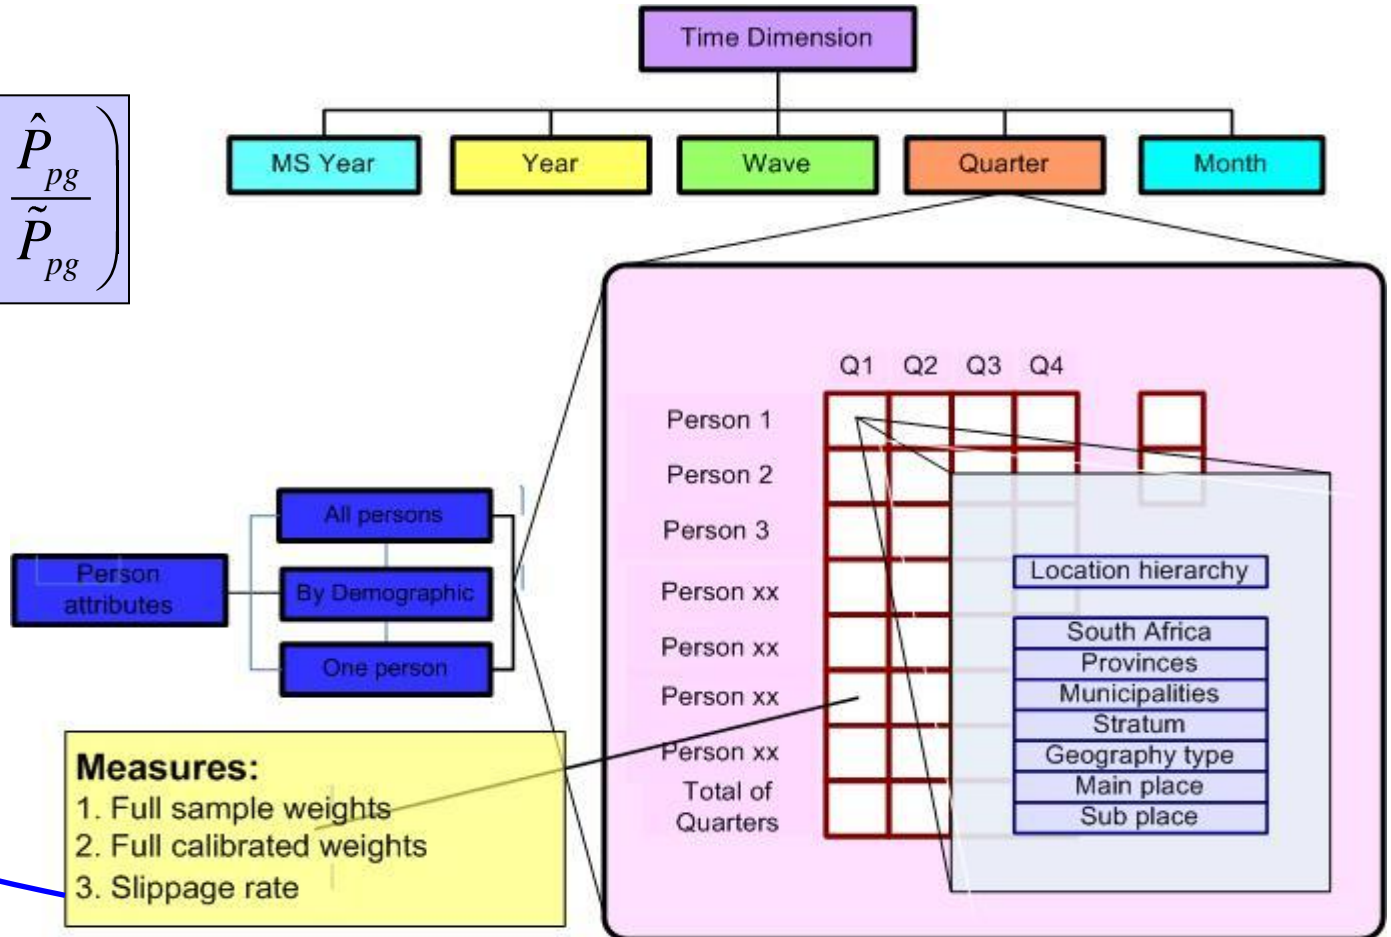 Time Dimension
MS Year Year Wave Quarter Month
P̂pg
P̃pg
Q1 Q2 Q3 Q4
Person 1
Person 2
Person 3
Person xx
Person xx
Person xx
Person xx
Total of
Quarters
Location hierarchy
South Africa
Provinces
Municipalities
Stratum
Geography type
Main place
Sub place
Person
attributes
All persons
By Demographic
One person
Measures:
1. Full sample weights
2. Full calibrated weights
3. Slippage rate